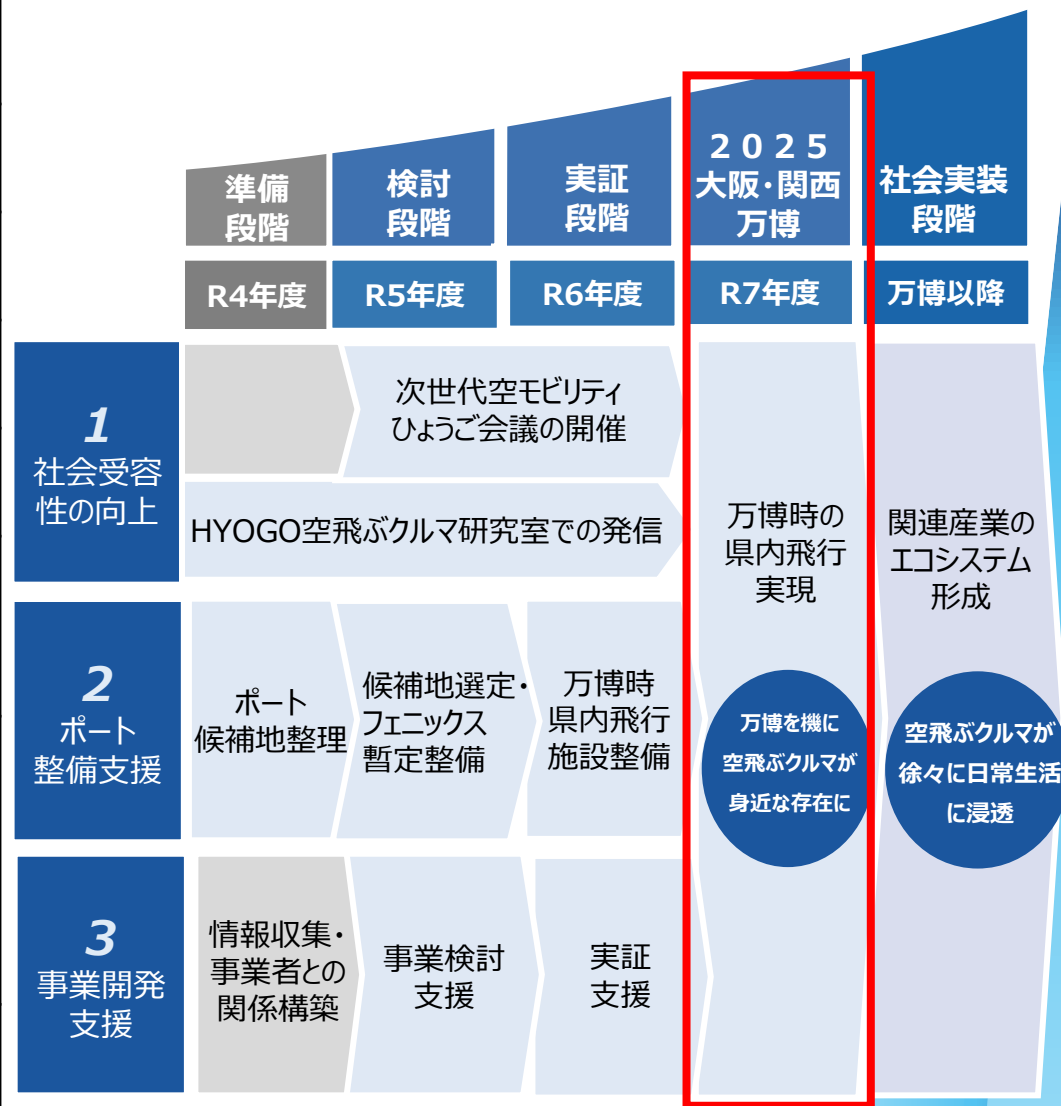 準備
段階
検討
段階
実証
段階
2025
大阪・関西
万博
社会実装
段階
R4年度
R5年度
R6年度
R7年度
万博以降
1
社会受容
性の向上
次世代空モビリティ
ひょうご会議の開催
HYOGO空飛ぶクルマ研究室での発信
2
ポート
整備支援
ポート
候補地整理
候補地選定・
フェニックス
暫定整備
万博時
県内飛行
施設整備
3
事業開発
支援
情報収集・
事業者との
関係構築
事業検討
支援
実証
支援
万博時の
県内飛行
実現
万博を機に
空飛ぶクルマが
身近な存在に
関連産業の
エコシステム
形成
空飛ぶクルマが
徐々に日常生活
に浸透